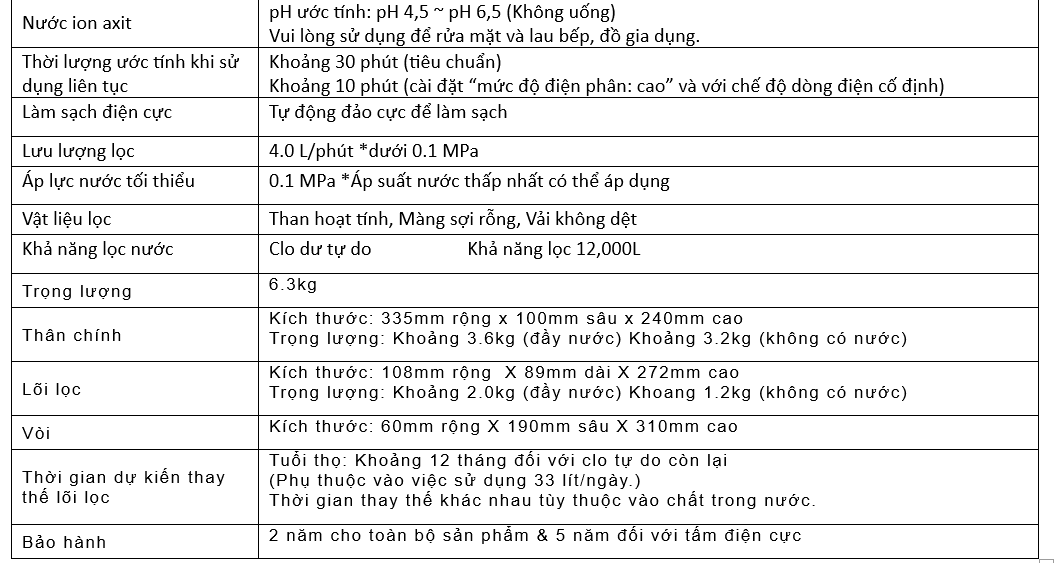 Nước ion axit
pH ước tính: pH 4,5 ~ pH 6,5 (Không uống)
Vui lòng sử dụng để rửa mặt và lau bếp, đồ gia dụng.
Thời lượng ước tính khi sử
dụng liên tục
Khoảng 30 phút (tiêu chuẩn)
Khoảng 10 phút (cài đặt “mức độ điện phân: cao” và với chế độ dòng điện cố định)
Làm sạch điện cực
Tự động đảo cực để làm sạch
Lưu lượng lọc
4.0 L/phút *dưới 0.1 MPa
Áp lực nước tối thiểu
0.1 MPa *Áp suất nước thấp nhất có thể áp dụng
Vật liệu lọc
Than hoạt tính, Màng sợi rỗng, Vải không dệt
Khả năng lọc nước
Clo dư tự do Khả năng lọc 12,000L
Trọng lượng
6.3kg
Thân chính
Kích thước: 335mm rộng x 100mm sâu x 240mm cao
Trọng lượng: Khoảng 3.6kg (đầy nước) Khoảng 3.2kg (không có nước)
Lõi lọc
Kích thước: 108mm rộng X 89mm dài X 272mm cao
Trọng lượng: Khoảng 2.0kg (đầy nước) Khoang 1.2kg (không có nước)
Vòi
Kích thước: 60mm rộng X 190mm sâu X 310mm cao
Thời gian dự kiến thay
thế lõi lọc
Tuổi thọ: Khoảng 12 tháng đối với clo tự do còn lại
(Phụ thuộc vào việc sử dụng 33 lít/ngày.)
Thời gian thay thế khác nhau tùy thuộc vào chất trong nước.
Bảo hành
2 năm cho toàn bộ sản phẩm & 5 năm đối với tấm điện cực